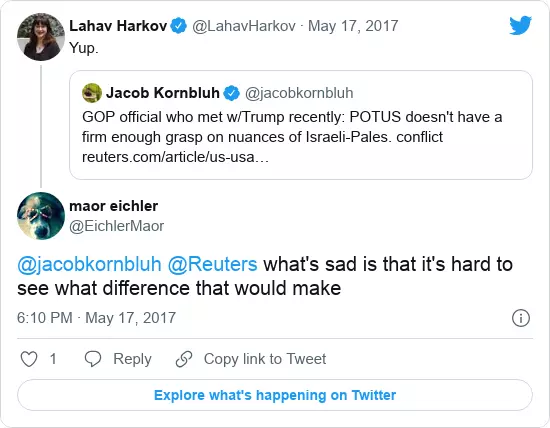 Lahav Harkov @LahavHarkov · May 17, 2017
Yup.
Jacob Kornbluh @jacobkornbluh
GOP official who met w/Trump recently: POTUS doesn't have a
firm enough grasp on nuances of Israeli-Pales. conflict
reuters.com/article/us-usa…
maor eichler
@EichlerMaor
@jacobkornbluh @Reuters what's sad is that it's hard to
see what difference that would make
6:10 PM · May 17, 2017
1 Reply Copy link to Tweet
Explore what's happening on Twitter